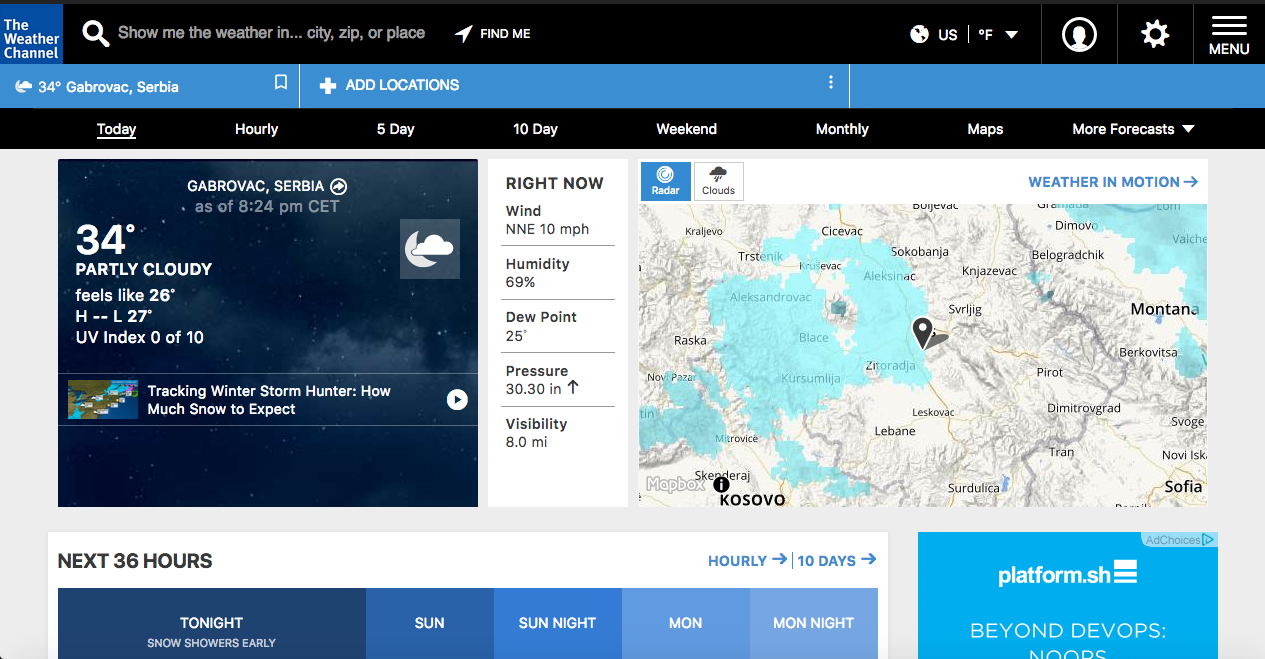 The
Weather
Channel
Show me the weather in... city, zip, or place
FIND ME
US
°F
MENU
34° Gabrovac, Serbia
ADD LOCATIONS
Today
Hourly
5 Day
10 Day
Weekend
Monthly
Maps
More Forecasts
GABROVAC, SERBIA
as of 8:24 pm CET
34°
PARTLY CLOUDY
feels like 26°
H -- L 27°
UV Index 0 of 10
Tracking Winter Storm Hunter: How
Much Snow to Expect
RIGHT NOW
Wind
NNE 10 mph
Humidity
69%
Dew Point
25°
Pressure
30.30 in ↑
Visibility
8.0 mi
Radar
Clouds
WEATHER IN MOTION →
Boljevac
Lom
Kraljevo
Cicevac
Dimovo
Valche
Trstenik
Kruševac
Sokobanja
Belogradchik
Aleksinac
Knjazevac
Aleksandrovac
Svrljig
Montana
Raska
Blace
Berkovitsa
Zitoradja
Novi Pazar
Kursumlija
Pirot
tin
Leskovac
Dimitrovgrad
Mitrovicë
Lebane
Svoge
Tran
Novi Isk
Skenderaj
Surdulica
Sofia
Mapbox
KOSOVO
NEXT 36 HOURS
HOURLY →
10 DAYS →
TONIGHT
SNOW SHOWERS EARLY
SUN
SUN NIGHT
MON
MON NIGHT
AdChoices
platform.sh
BEYOND DEVOPS:
NOOPS